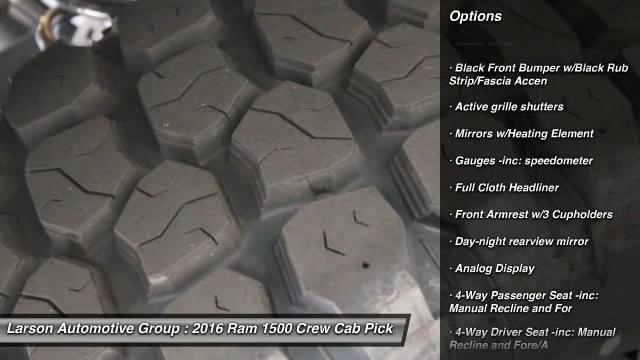 Options
· Black Front Bumper w/Black Rub
Strip/Fascia Accen
· Active grille shutters
· Mirrors w/Heating Element
· Gauges -inc: speedometer
· Full Cloth Headliner
· Front Armrest w/3 Cupholders
· Day-night rearview mirror
· Analog Display
· 4-Way Passenger Seat -inc:
Manual Recline and For
· 4-Way Driver Seat -inc: Manual
Recline and Fore/A
Larson Automotive Group : 2016 Ram 1500 Crew Cab Pick